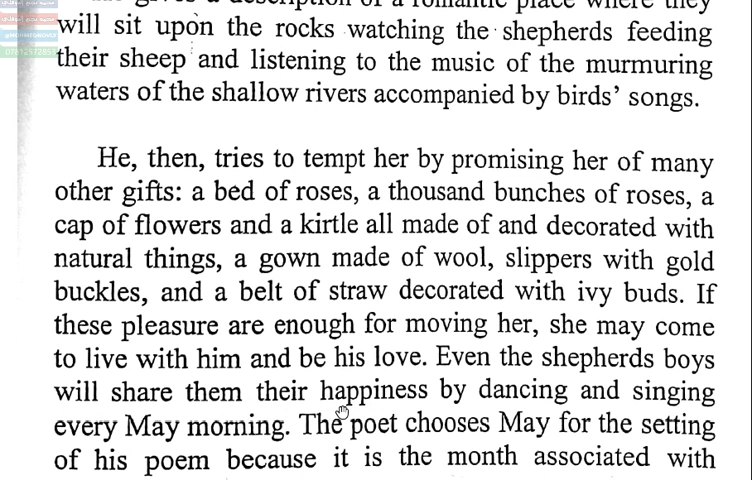 will sit upon the rocks watching the shepherds feeding
their sheep and listening to the music of the murmuring
waters of the shallow rivers accompanied by birds' songs.
He, then, tries to tempt her by promising her of many
other gifts: a bed of roses, a thousand bunches of roses, a
cap of flowers and a kirtle all made of and decorated with
natural things, a gown made of wool, slippers with gold
buckles, and a belt of straw decorated with ivy buds. If
these pleasure are enough for moving her, she may come
to live with him and be his love. Even the shepherds boys
will share them their happiness by dancing and singing
every May morning. The poet chooses May for the setting
of his poem because it is the month associated with